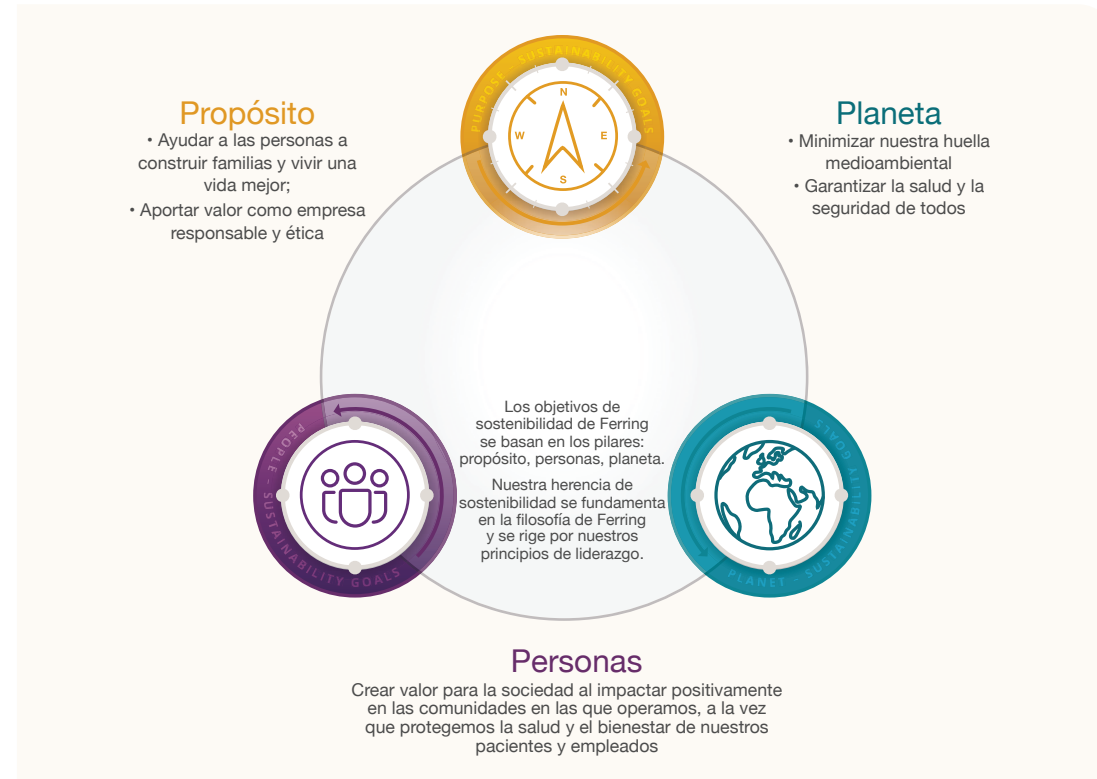 PURPOSE - SUSTAINABILITY GOALS
N
W
E
S
Propósito
• Ayudar a las personas a
construir familias y vivir una
vida mejor;
• Aportar valor como empresa
responsable y ética
Planeta
• Minimizar nuestra huella
medioambiental
• Garantizar la salud y la
seguridad de todos
PEOPLE - SUSTAINABILITY GOALS
Los objetivos de
sostenibilidad de Ferring
se basan en los pilares:
propósito, personas, planeta.
Nuestra herencia de
sostenibilidad se fundamenta
en la filosofía de Ferring
y se rige por nuestros
principios de liderazgo.
PLANET - SUSTAINABILITY GOALS
Personas
Crear valor para la sociedad al impactar positivamente
en las comunidades en las que operamos, a la vez
que protegemos la salud y el bienestar de nuestros
pacientes y empleados